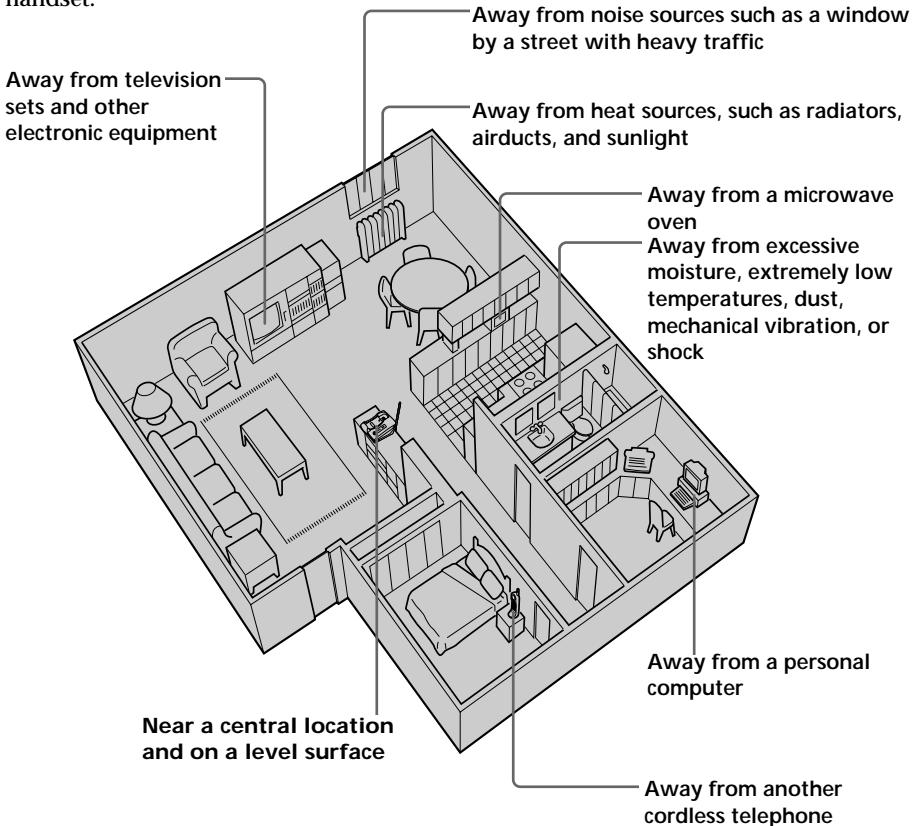 handset.
Away from noise sources such as a window
by a street with heavy traffic
Away from television
sets and other
electronic equipment
Away from heat sources, such as radiators,
airducts, and sunlight
Away from a microwave
oven
Away from excessive
moisture, extremely low
temperatures, dust,
mechanical vibration, or
shock
Away from a personal
computer
Near a central location
and on a level surface
Away from another
cordless telephone